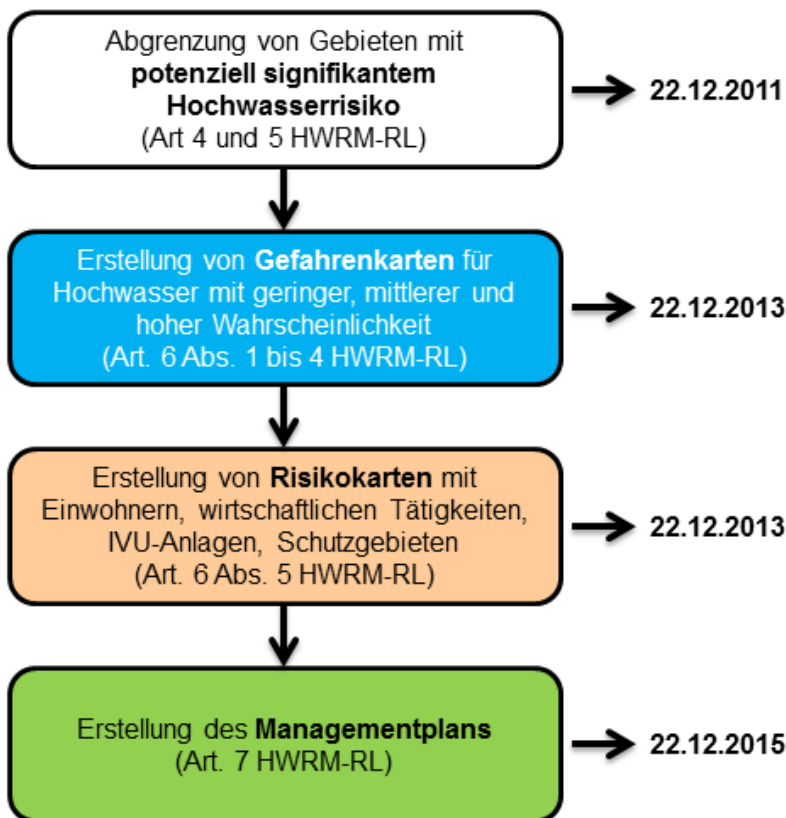 Abgrenzung von Gebieten mit
potenziell signifikantem
Hochwasserrisiko
(Art 4 und 5 HWRM-RL)
22.12.2011
Erstellung von Gefahrenkarten für
Hochwasser mit geringer, mittlerer und
hoher Wahrscheinlichkeit
(Art. 6 Abs. 1 bis 4 HWRM-RL)
22.12.2013
Erstellung von Risikokarten mit
Einwohnern, wirtschaftlichen Tätigkeiten,
IVU-Anlagen, Schutzgebieten
(Art. 6 Abs. 5 HWRM-RL)
22.12.2013
Erstellung des Managementplans
(Art. 7 HWRM-RL)
22.12.2015